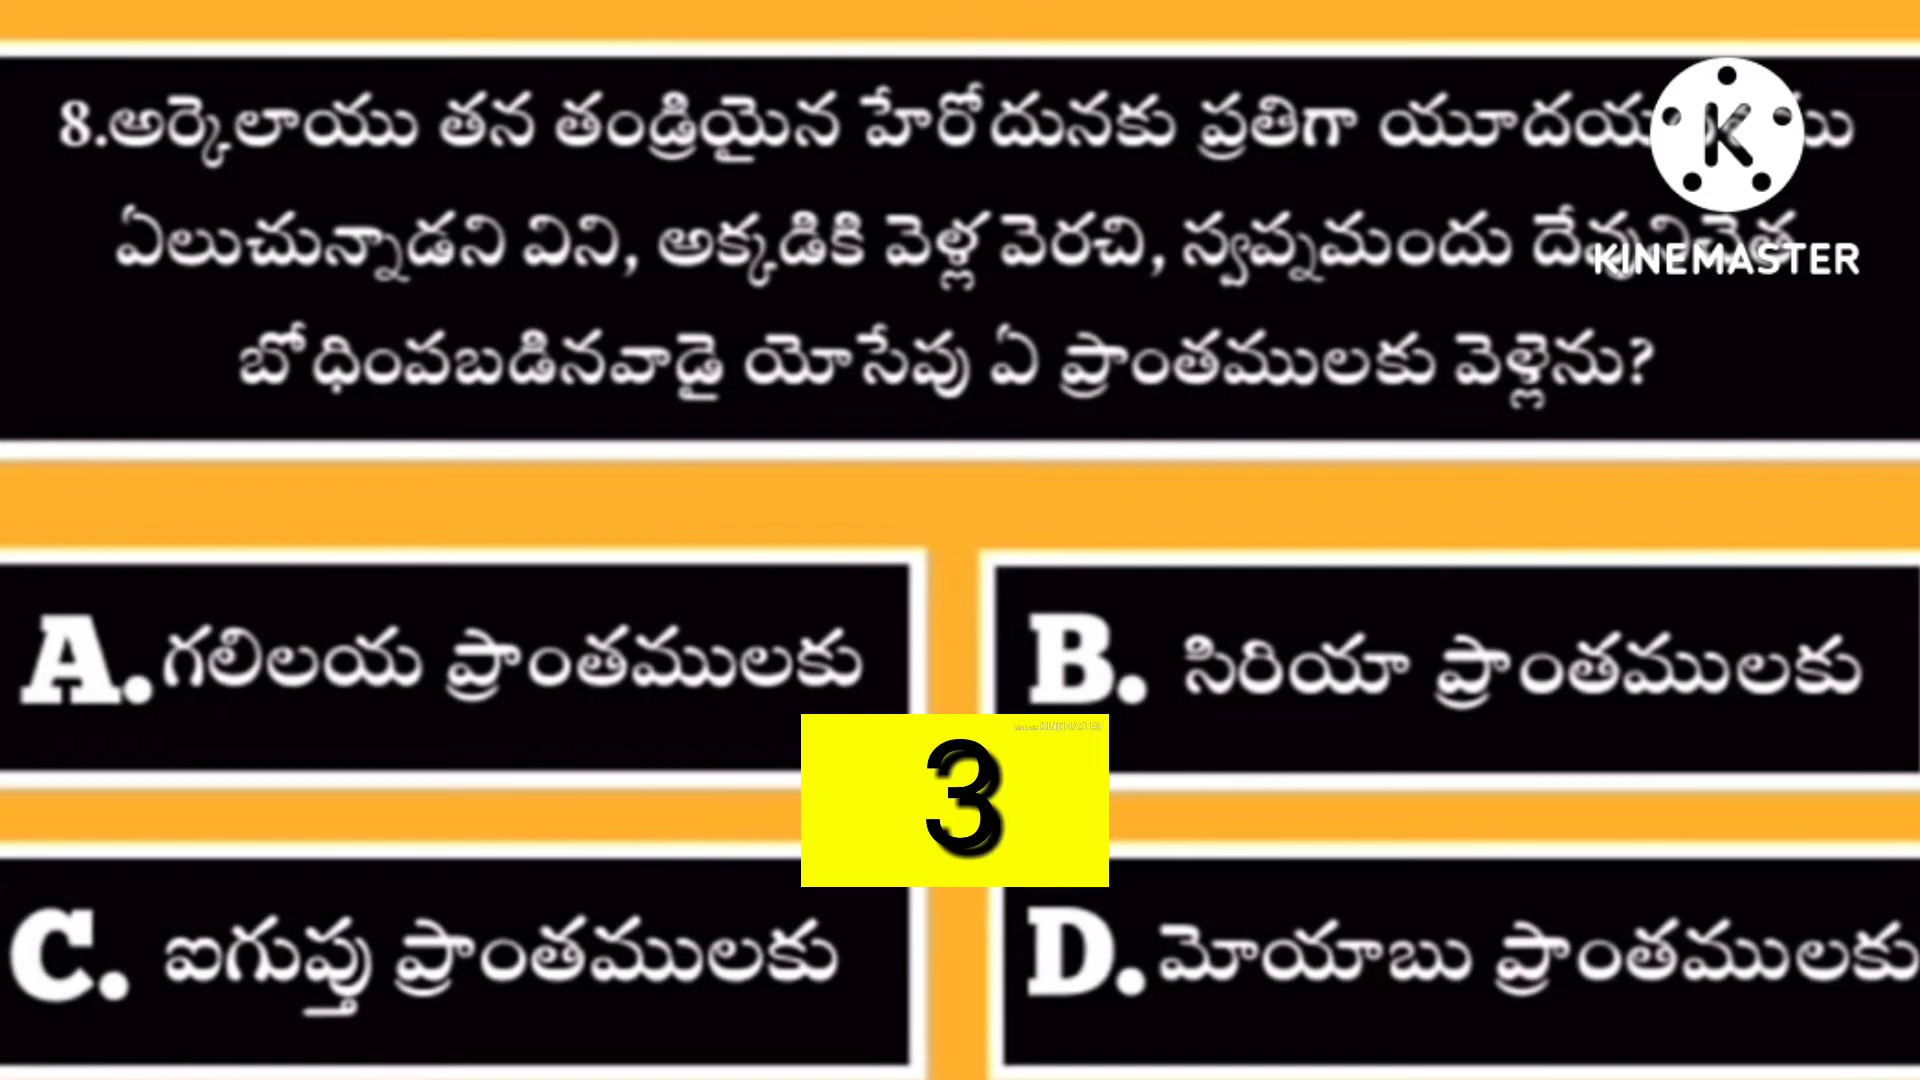 8.అర్కెలాయు తన తండ్రియైన హేరోదునకు ప్రతిగా
ఏలుచున్నాడని విని, అక్కడికి వెళ్ల వెరచి, స్వప్నమందు దేవునిచేత
బోధింపబడినవాడై యోసేపు ఏ ప్రాంతములకు వెళ్లెను?
KINEMASTER
A.గలిలయ ప్రాంతములకు
B. సిరియా ప్రాంతములకు
KINEMASTER
3
C. ఐగుప్తు ప్రాంతములకు
D.మోయాబు ప్రాంతములకు